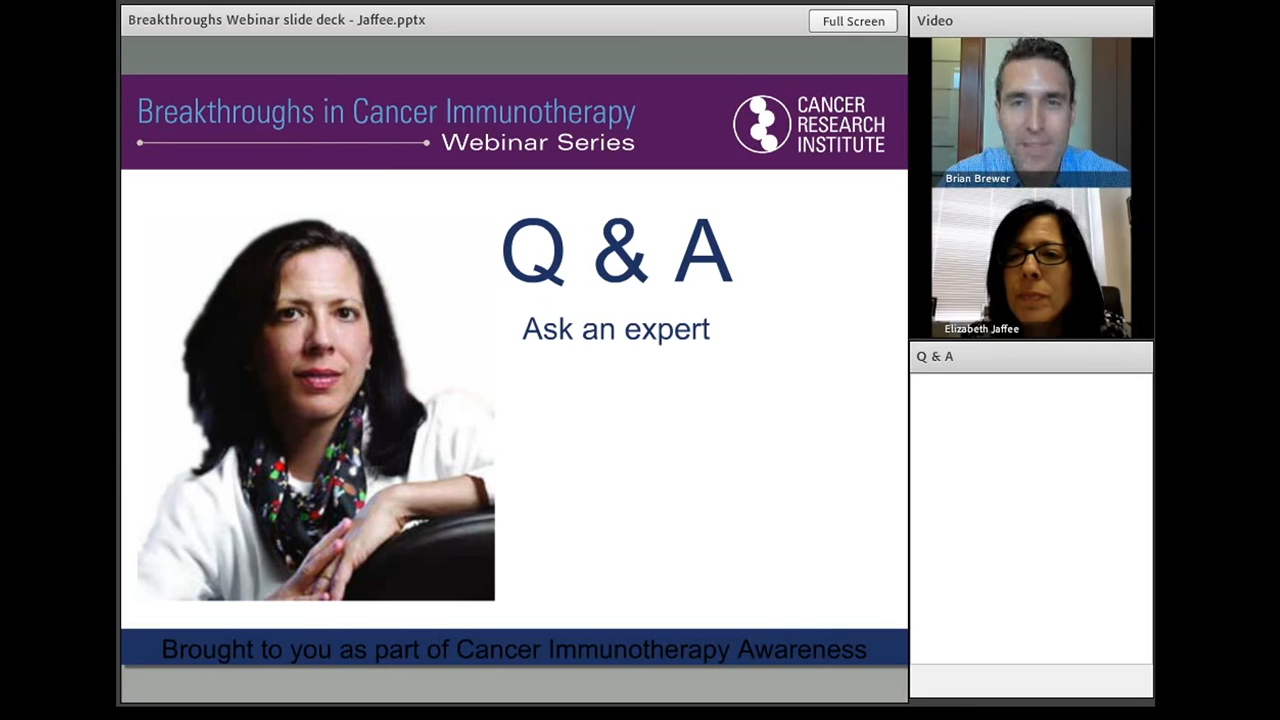 Breakthroughs Webinar slide deck - Jaffee.pptx
Full Screen
Video
Breakthroughs in Cancer Immunotherapy
Webinar Series
CANCER
RESEARCH
INSTITUTE
Brian Brewer
Q & A
Ask an expert
Elizabeth Jaffee
Q & A
Brought to you as part of Cancer Immunotherapy Awareness